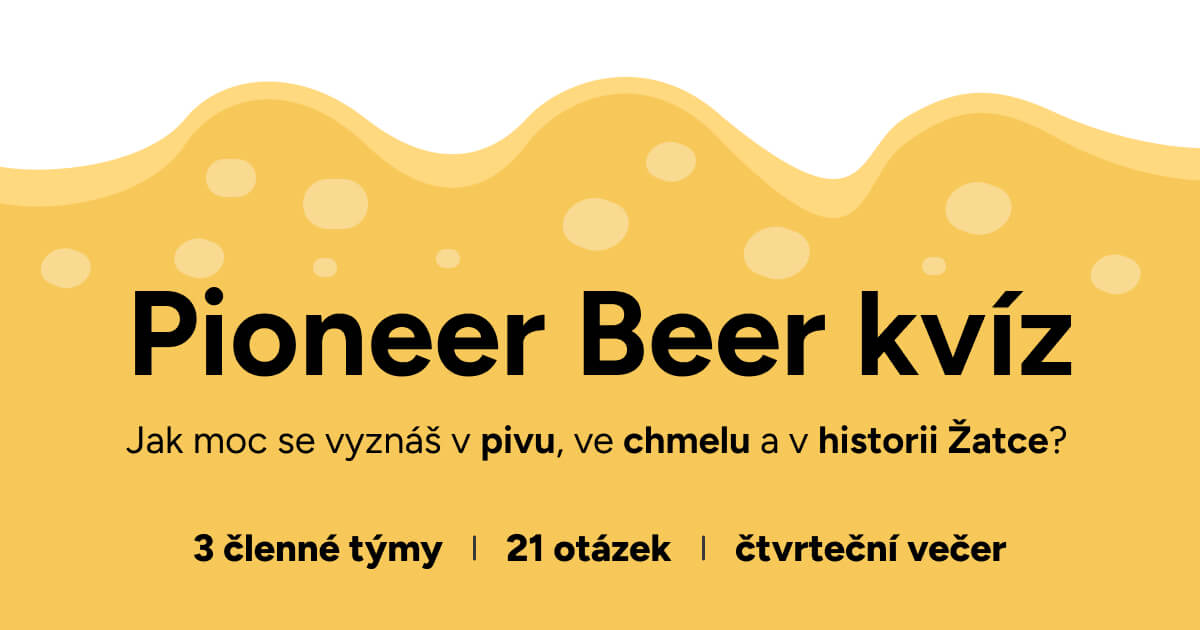 Pioneer Beer kvíz
Jak moc se vyznáš v pivu, ve chmelu a v historii Žatce?
3 členné týmy | 21 otázek | čtvrteční večer